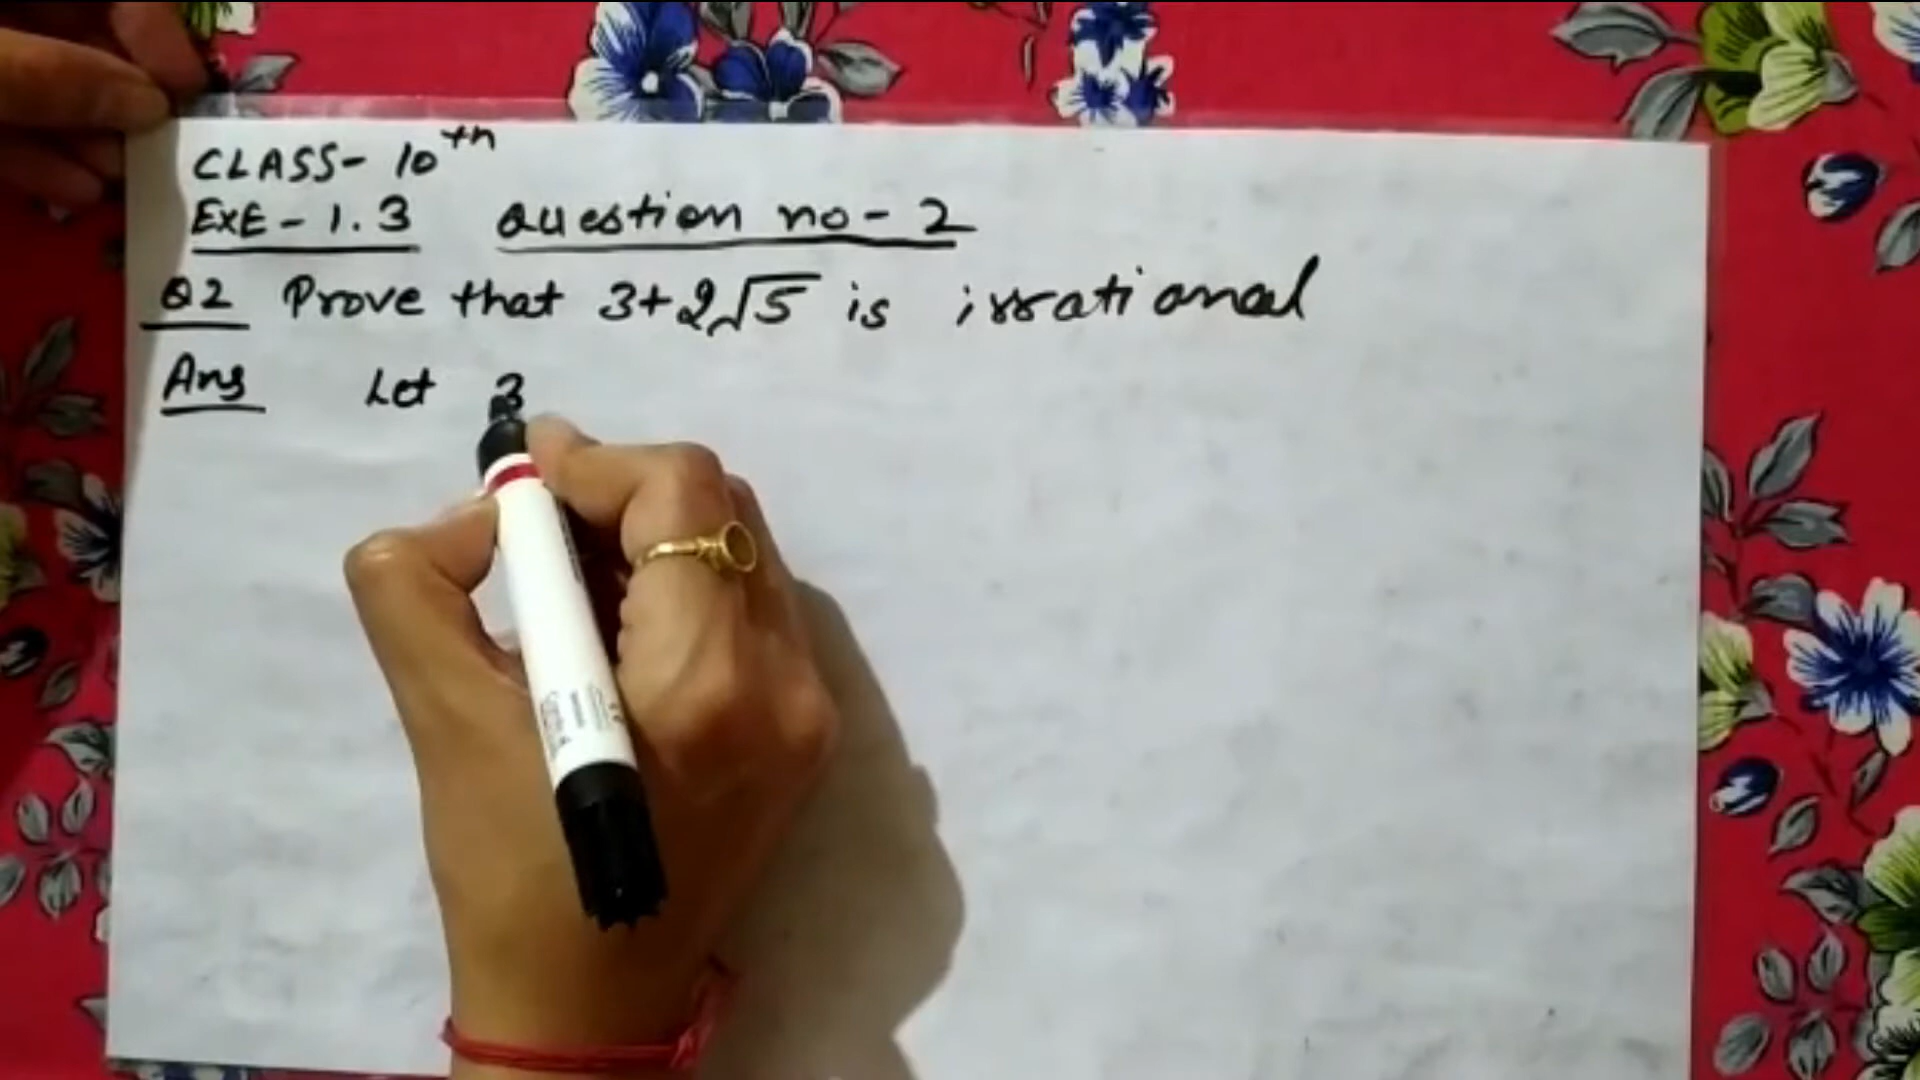 CLASS- 10th
EXE - 1.3 Question no - 2
Q2 Prove that 3+2√5 is irrational
Ans Let 3